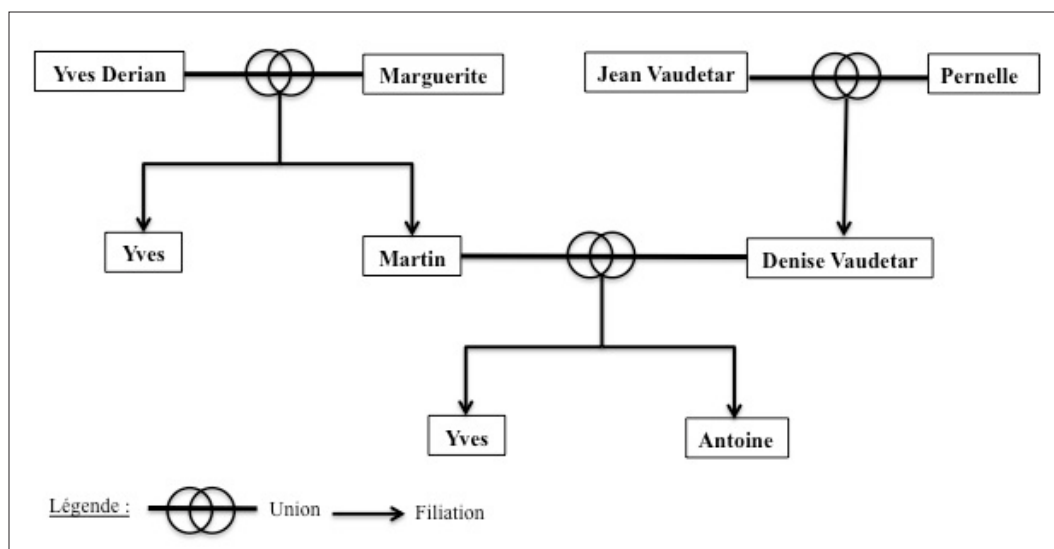 Yves Derian
Marguerite
Jean Vaudetar
Pernelle
Yves
Martin
Denise Vaudetar
Yves
Antoine
Légende :
Union
Filiation